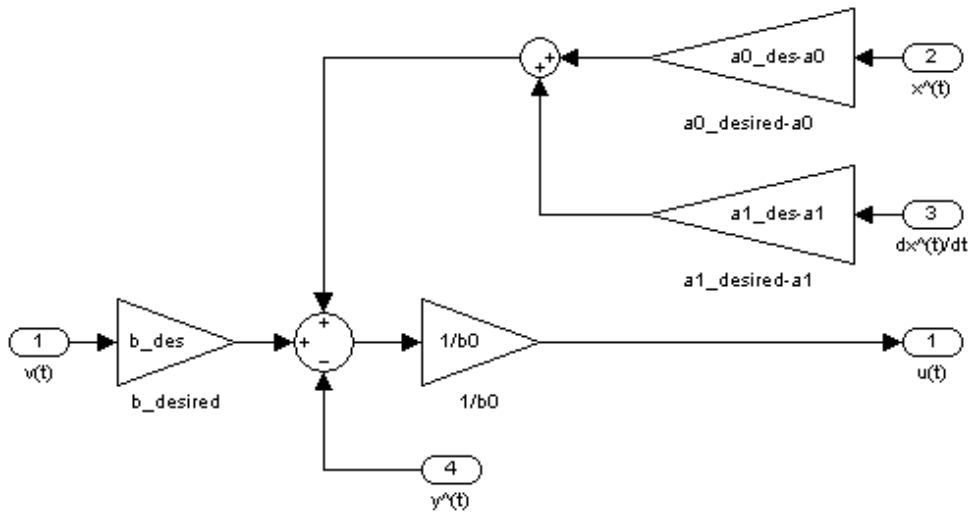 a0_des-a0
2
x^(t)
a0_desired-a0
+
+
a1_des-a1
3
dx^(t)/dt
a1_desired-a1
1
v(t)
b_des
b_desired
+
+
−
1/b0
1/b0
1
u(t)
4
y^(t)